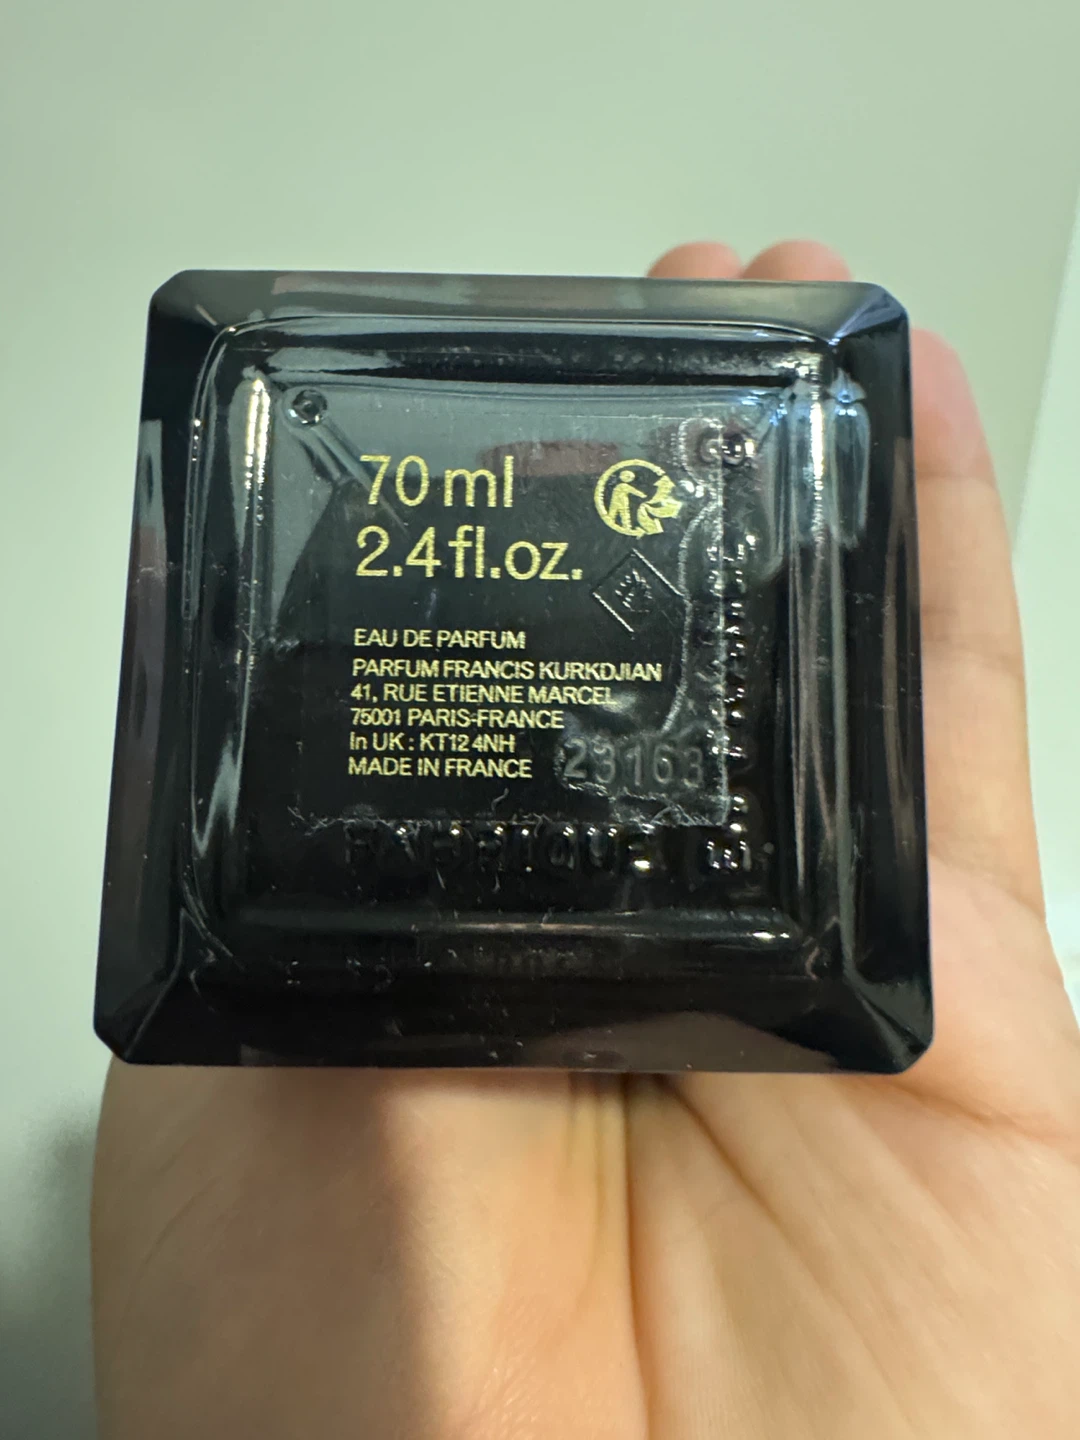 70 ml
2.4 fl.oz.
EAU DE PARFUM
PARFUM FRANCIS KURKDJIAN
41, RUE ETIENNE MARCEL
75001 PARIS-FRANCE
In UK : KT12 4NH
MADE IN FRANCE
23163